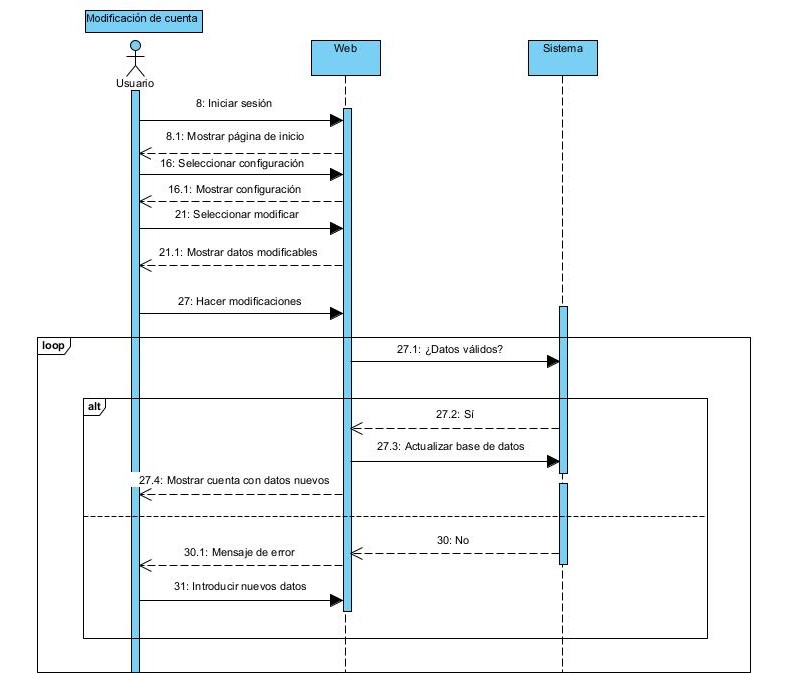 Modificación de cuenta
Web
Sistema
Usuario
8: Iniciar sesión
8.1: Mostrar página de inicio
16: Seleccionar configuración
16.1: Mostrar configuración
21: Seleccionar modificar
21.1: Mostrar datos modificables
27: Hacer modificaciones
loop
27.1: ¿Datos válidos?
alt
27.2: Sí
27.3: Actualizar base de datos
27.4: Mostrar cuenta con datos nuevos
30: No
30.1: Mensaje de error
31: Introducir nuevos datos